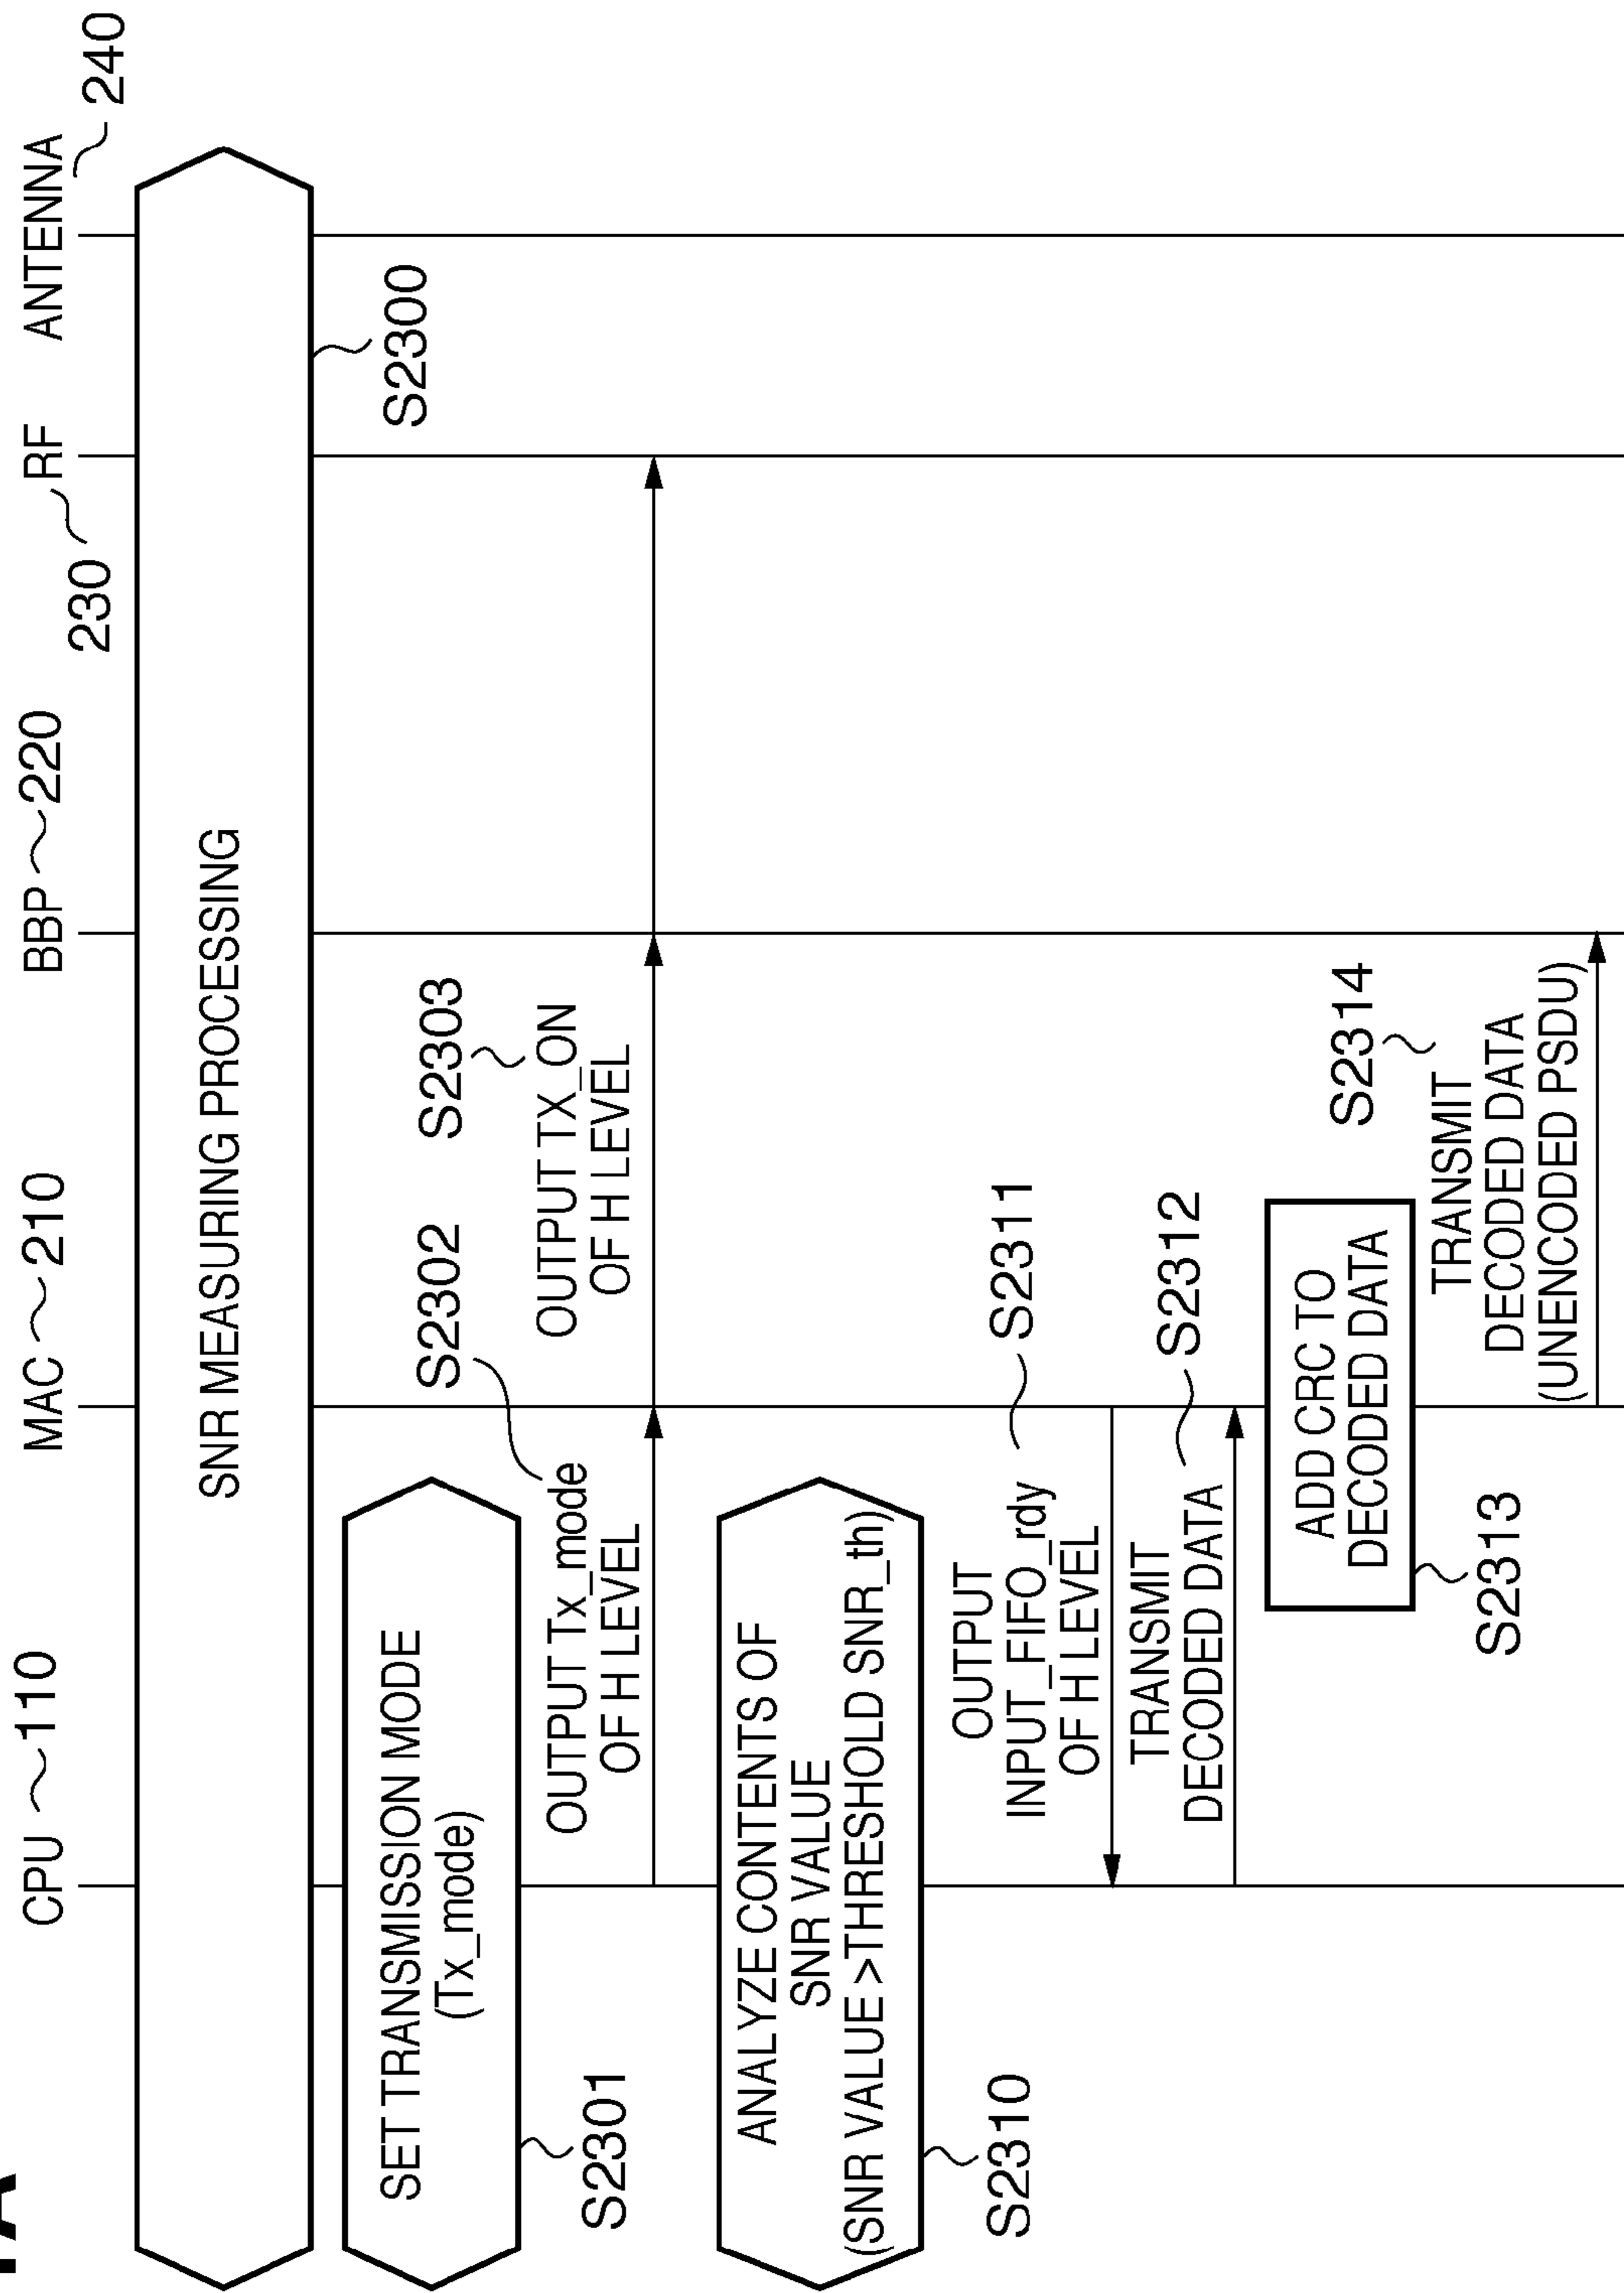 CPU 110
MAC 210
BBP 220
230 RF
ANTENNA 240
SNR MEASURING PROCESSING
S2300
SET TRANSMISSION MODE
(Tx_mode)
S2301
OUTPUT Tx_mode
OF H LEVEL
S2302
OUTPUT TX_ON
OF H LEVEL
S2303
ANALYZE CONTENTS OF
SNR VALUE
(SNR VALUE>THRESHOLD SNR_th)
S2310
OUTPUT
INPUT_FIFO_rdy
OF H LEVEL
S2311
TRANSMIT
DECODED DATA
S2312
ADD CRC TO
DECODED DATA
S2313
TRANSMIT
DECODED DATA
(UNENCODED PSDU)
S2314